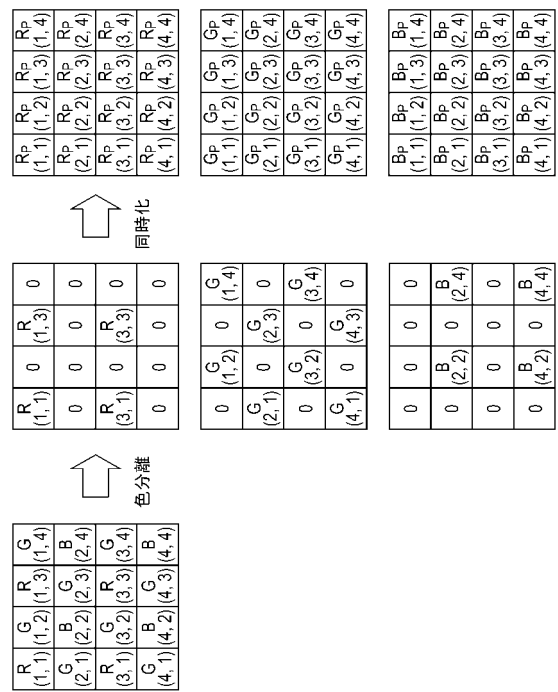 R G R G
(1, 1) (1, 2) (1, 3) (1, 4)
G B G B
(2, 1) (2, 2) (2, 3) (2, 4)
R G R G
(3, 1) (3, 2) (3, 3) (3, 4)
G B G B
(4, 1) (4, 2) (4, 3) (4, 4)
色分離
R 0 R 0
(1, 1) (1, 3)
0 0 0 0
R 0 R 0
(3, 1) (3, 3)
0 0 0 0
0 G 0 G
(1, 2) (1, 4)
G 0 G 0
(2, 1) (2, 3)
0 G 0 G
(3, 2) (3, 4)
G 0 G 0
(4, 1) (4, 3)
0 0 0 0
0 B 0 B
(2, 2) (2, 4)
0 0 0 0
0 B 0 B
(4, 2) (4, 4)
同時化
RP RP RP RP
(1, 1) (1, 2) (1, 3) (1, 4)
RP RP RP RP
(2, 1) (2, 2) (2, 3) (2, 4)
RP RP RP RP
(3, 1) (3, 2) (3, 3) (3, 4)
RP RP RP RP
(4, 1) (4, 2) (4, 3) (4, 4)
GP GP GP GP
(1, 1) (1, 2) (1, 3) (1, 4)
GP GP GP GP
(2, 1) (2, 2) (2, 3) (2, 4)
GP GP GP GP
(3, 1) (3, 2) (3, 3) (3, 4)
GP GP GP GP
(4, 1) (4, 2) (4, 3) (4, 4)
BP BP BP BP
(1, 1) (1, 2) (1, 3) (1, 4)
BP BP BP BP
(2, 1) (2, 2) (2, 3) (2, 4)
BP BP BP BP
(3, 1) (3, 2) (3, 3) (3, 4)
BP BP BP BP
(4, 1) (4, 2) (4, 3) (4, 4)